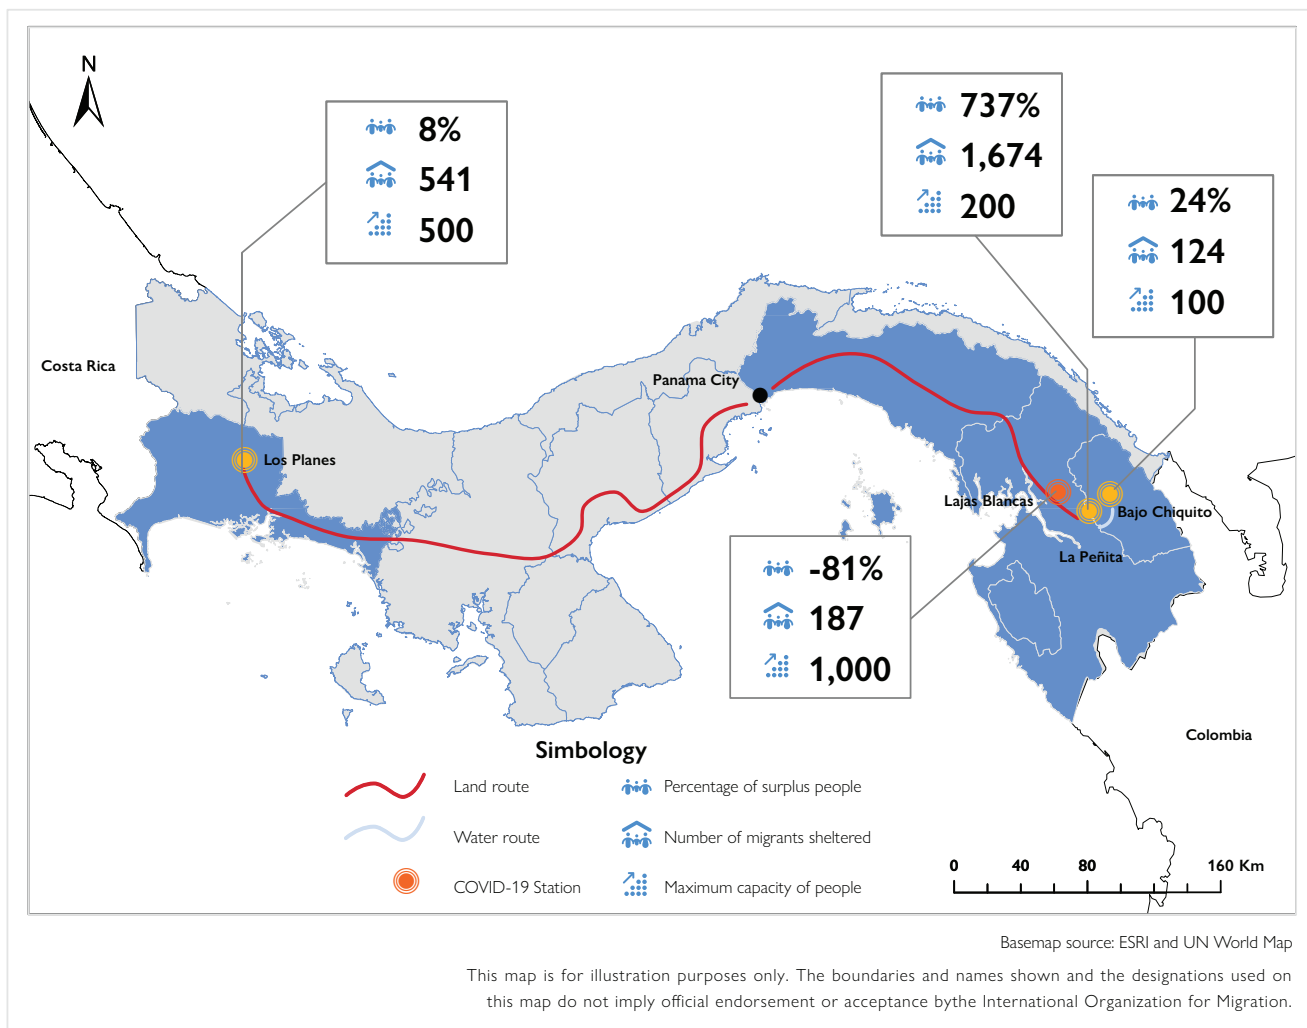 N
8%
541
500
737%
1,674
200
24%
124
100
Costa Rica
Panama City
Los Planes
Lajas Blancas
Bajo Chiquito
La Peñita
-81%
187
1,000
Colombia
Simbology
Land route
Percentage of surplus people
Water route
Number of migrants sheltered
COVID-19 Station
Maximum capacity of people
0 40 80 160 Km
Basemap source: ESRI and UN World Map
This map is for illustration purposes only. The boundaries and names shown and the designations used on
this map do not imply official endorsement or acceptance bythe International Organization for Migration.